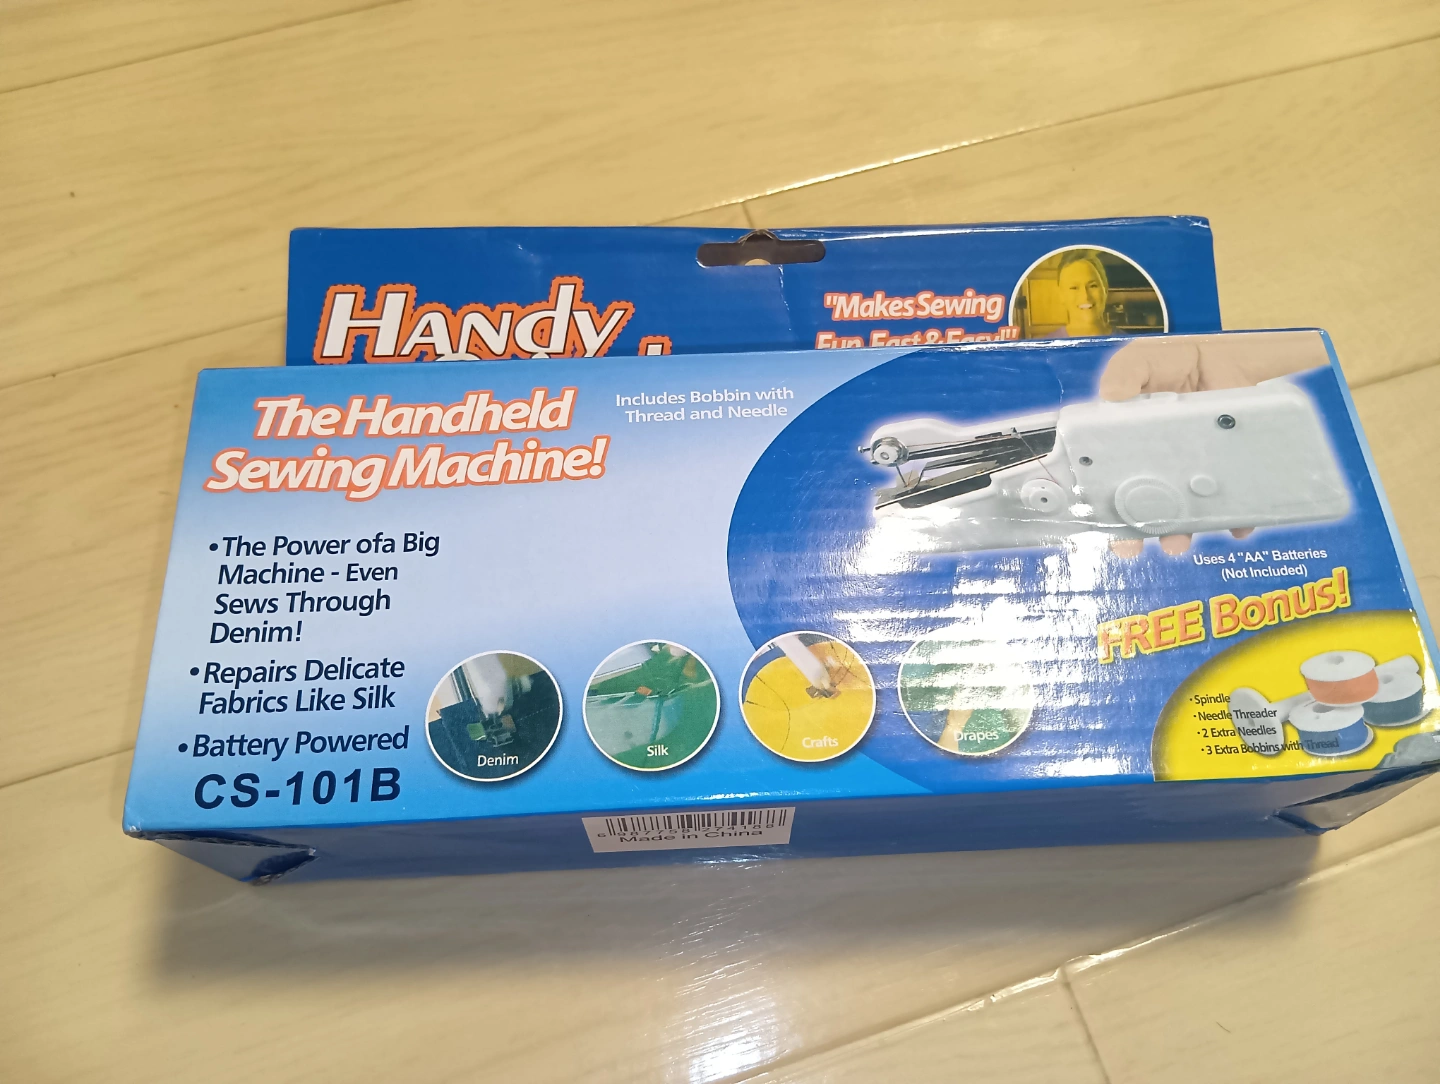 Handy
"Makes Sewing
Fun, Fast & Easy!"
The Handheld
Sewing Machine!
Includes Bobbin with
Thread and Needle
• The Power ofa Big
Machine - Even
Sews Through
Denim!
• Repairs Delicate
Fabrics Like Silk
• Battery Powered
CS-101B
Denim
Silk
Crafts
Drapes
Uses 4 "AA" Batteries
(Not Included)
FREE Bonus!
• Spindle
• Needle Threader
• 2 Extra Needles
• 3 Extra Bobbins with Thread
Made in China